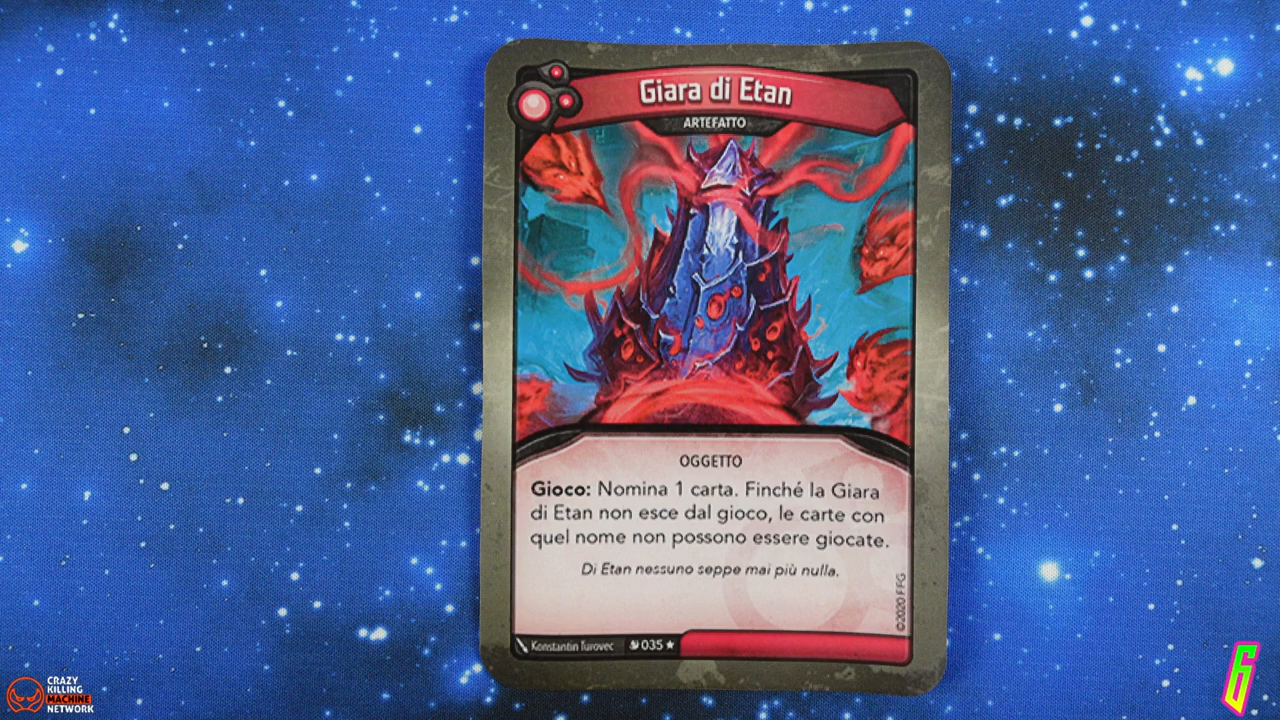 Giara di Etan
ARTEFATTO
OGGETTO
Gioco: Nomina 1 carta. Finché la Giara
di Etan non esce dal gioco, le carte con
quel nome non possono essere giocate.
Di Etan nessuno seppe mai più nulla.
©2020 FFG
Konstantin Turovec 035
CRAZY
KILLING
MACHINE
NETWORK
6